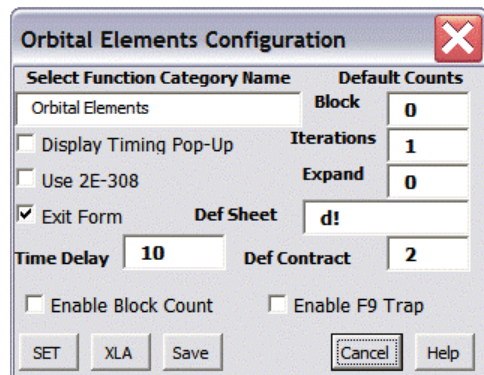 Orbital Elements Configuration
Select Function Category Name Default Counts
Orbital Elements Block 0
Display Timing Pop-Up Iterations 1
Use 2E-308 Expand 0
Exit Form Def Sheet d!
Time Delay 10 Def Contract 2
Enable Block Count Enable F9 Trap
SET XLA Save Cancel Help